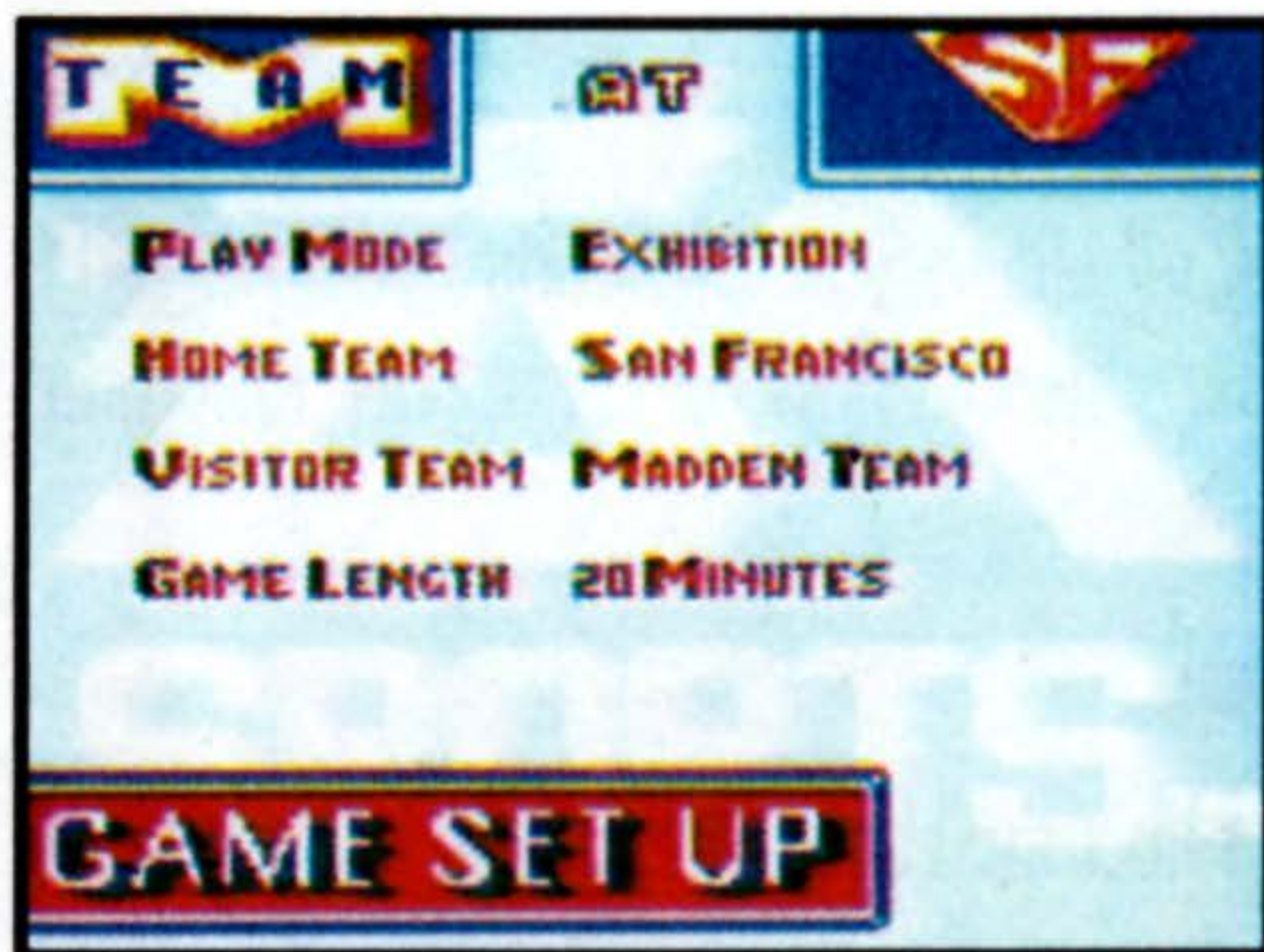 TEAM AT SF
PLAY MODE EXHIBITION
HOME TEAM SAN FRANCISCO
VISITOR TEAM MADDEN TEAM
GAME LENGTH 20 MINUTES
SPORTS
GAME SET UP